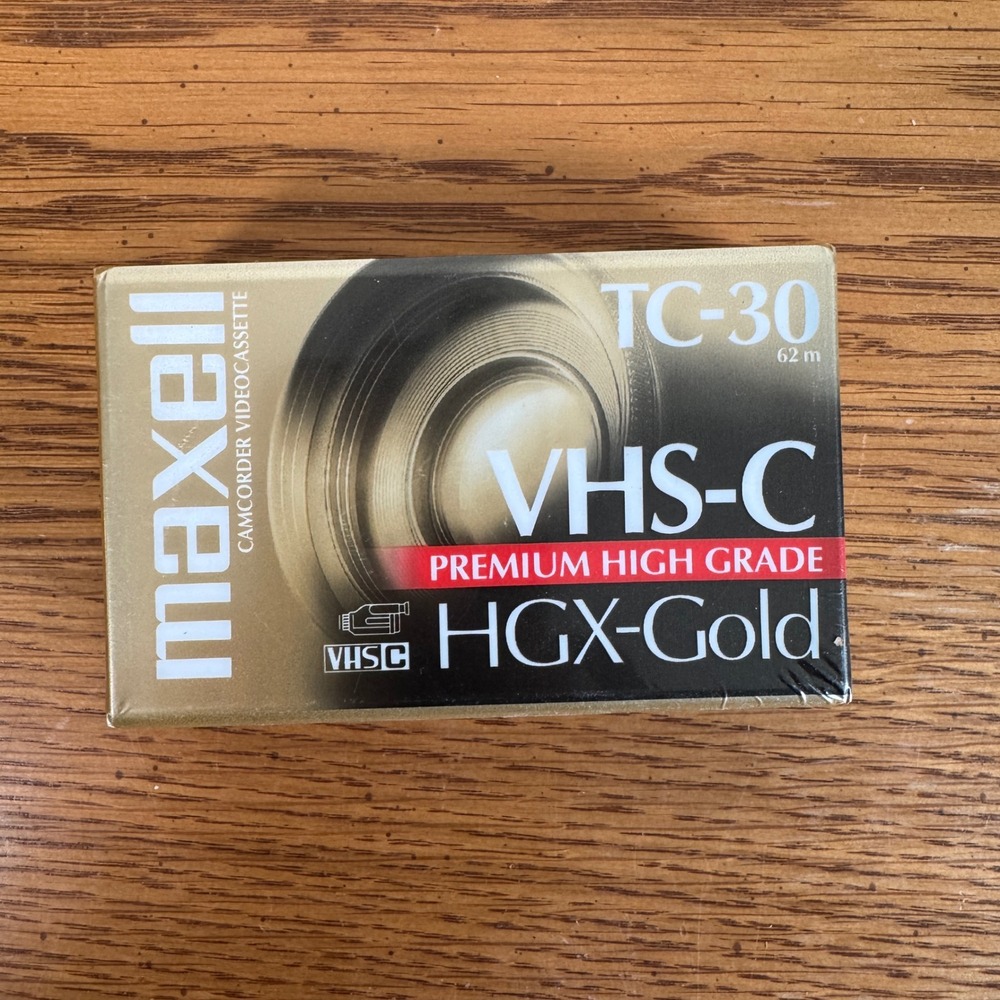 maxell
CAMCORDER VIDEOCASSETTE
TC-30
62 m
VHS-C
PREMIUM HIGH GRADE
HGX-Gold
VHS C